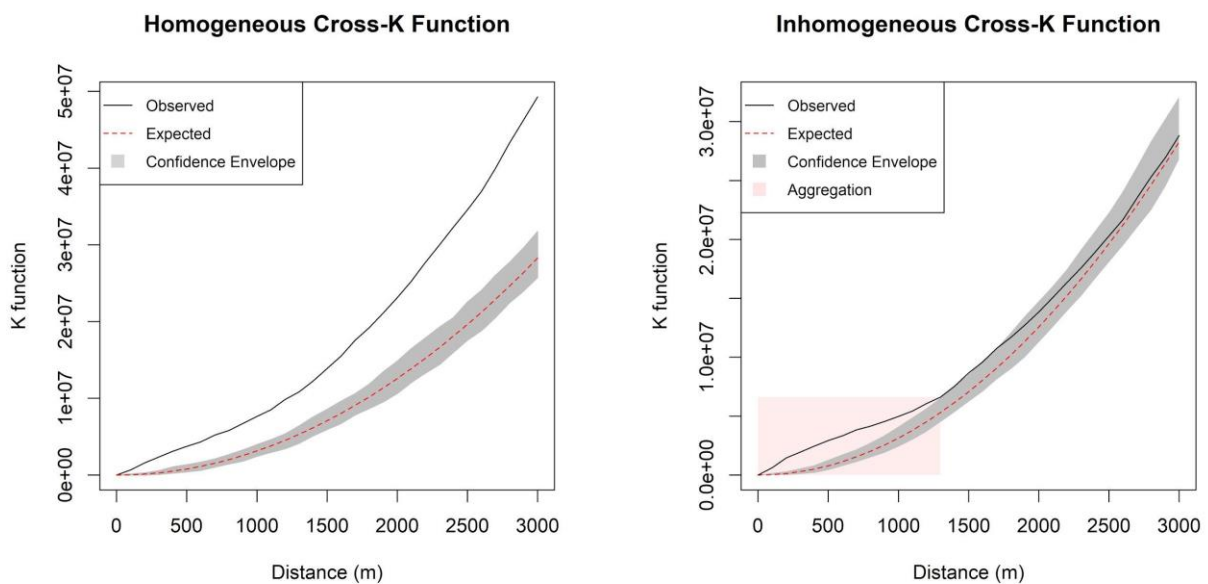 Homogeneous Cross-K Function
Observed
Expected
Confidence Envelope
K function
0e+00
1e+07
2e+07
3e+07
4e+07
5e+07
0 500 1000 1500 2000 2500 3000
Distance (m)
Inhomogeneous Cross-K Function
Observed
Expected
Confidence Envelope
Aggregation
K function
0.0e+00
1.0e+07
2.0e+07
3.0e+07
0 500 1000 1500 2000 2500 3000
Distance (m)